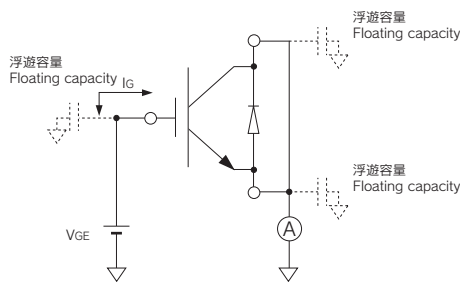 浮遊容量
Floating capacity
浮遊容量
Floating capacity
IG
浮遊容量
Floating capacity
VGE
A